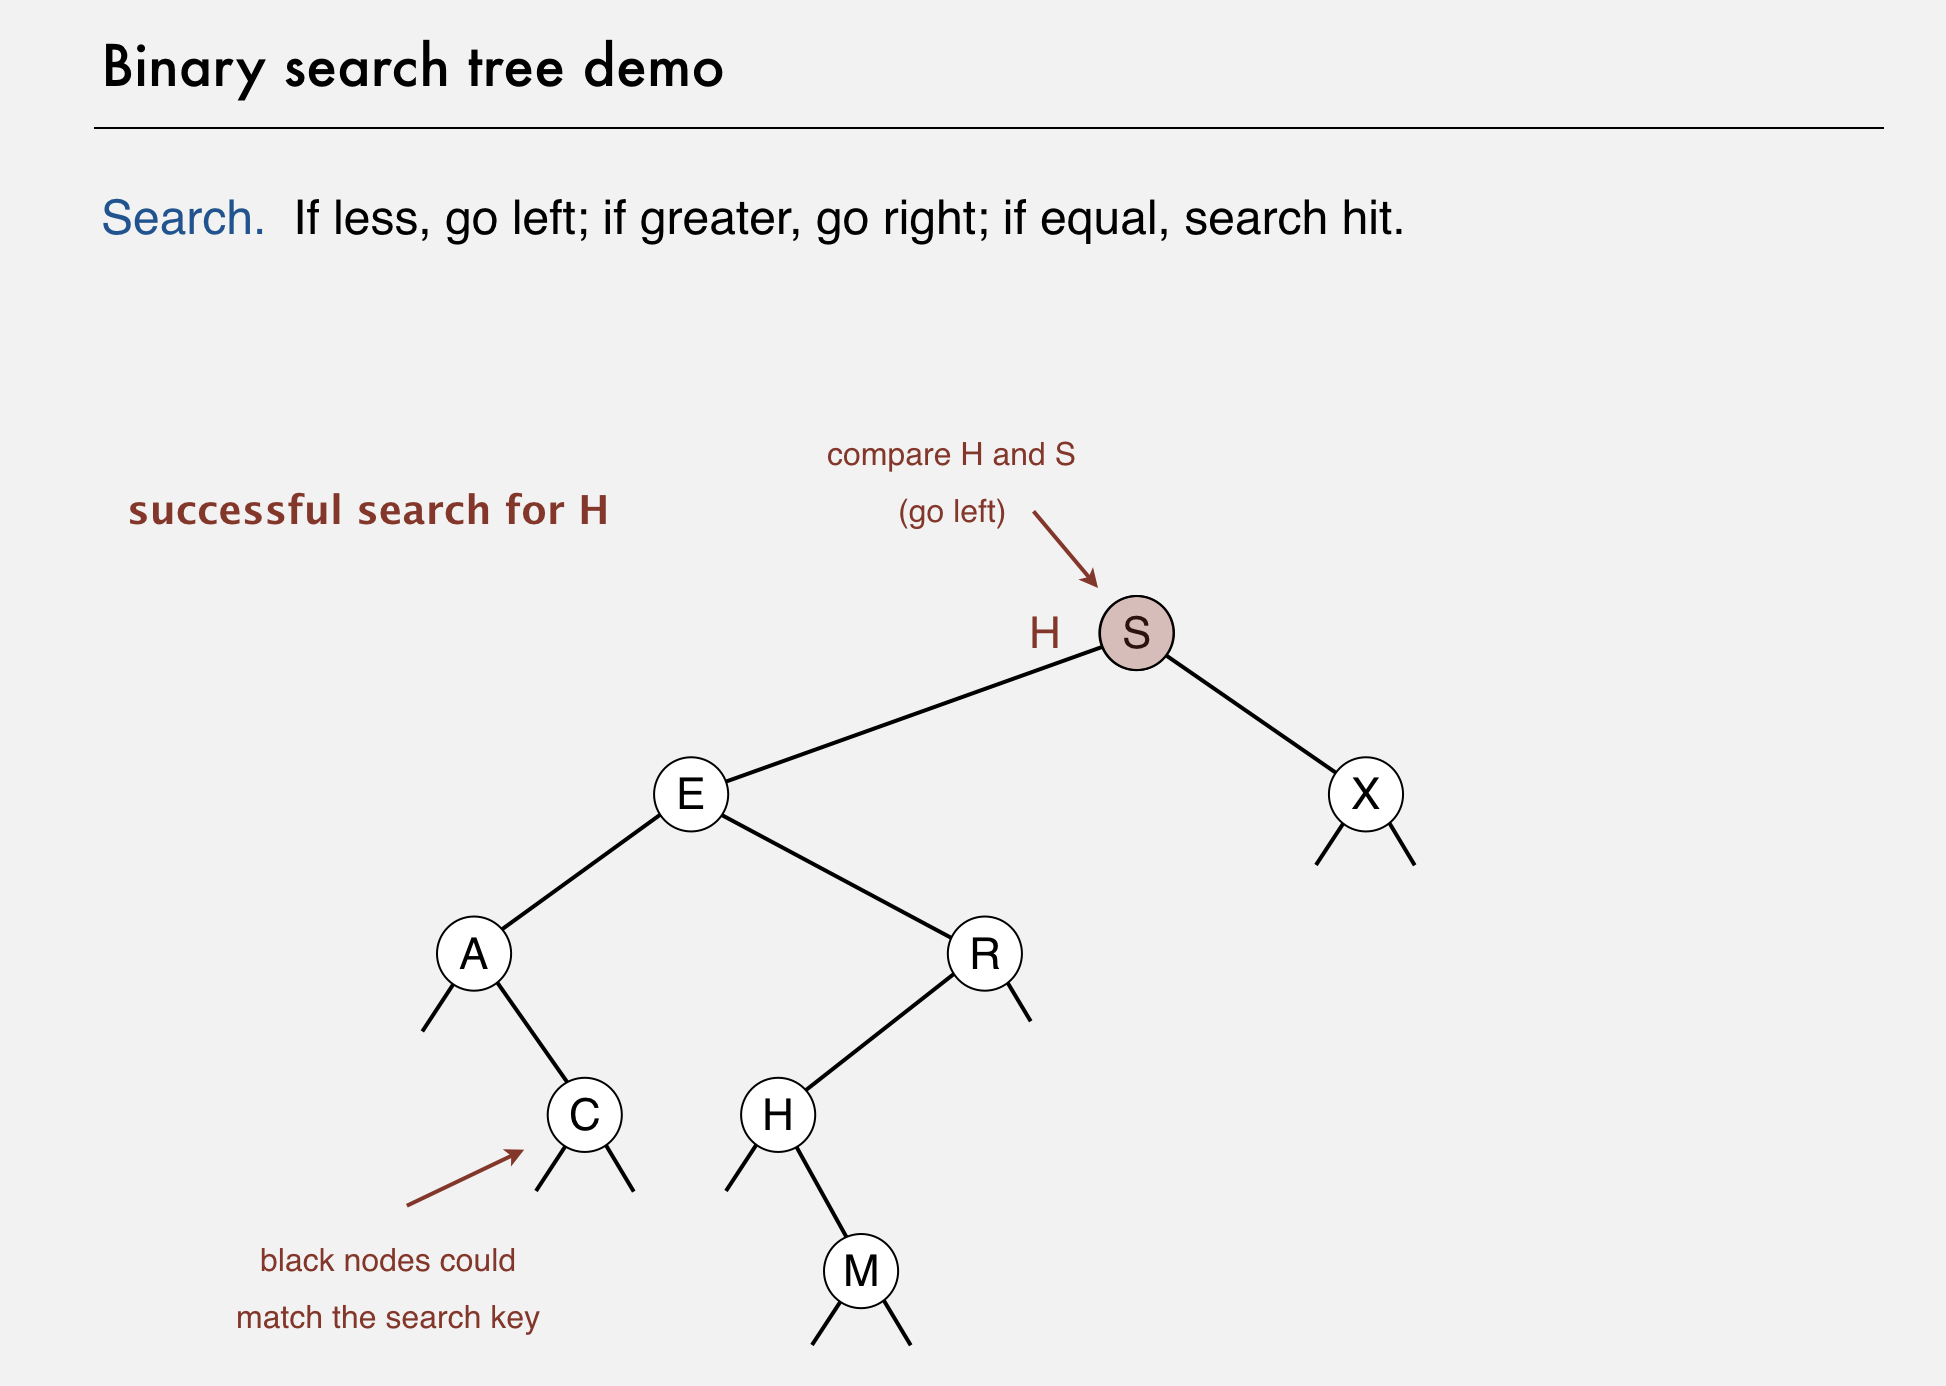 Binary search tree demo
Search. If less, go left; if greater, go right; if equal, search hit.
compare H and S
(go left)
successful search for H
H
S
E
X
A
R
C
H
M
black nodes could
match the search key